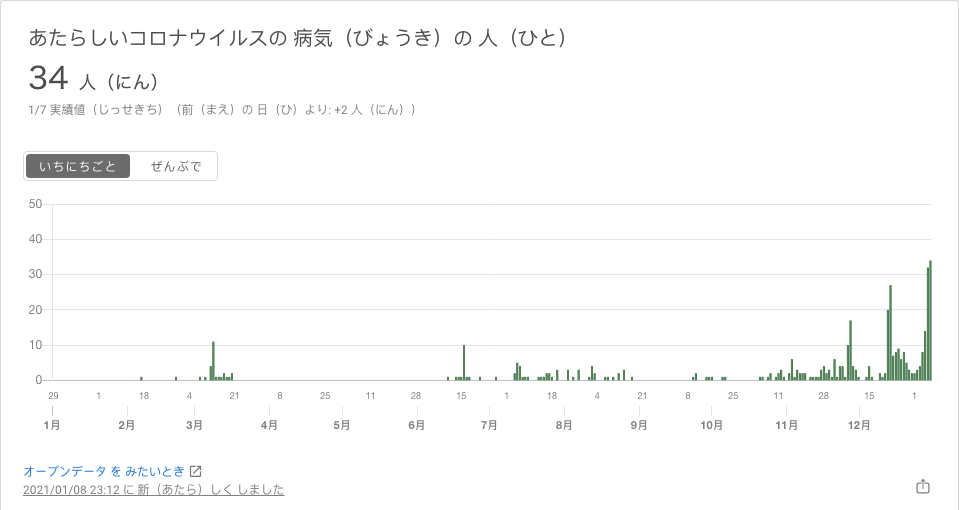 あたらしいコロナウイルスの 病気（びょうき）の 人（ひと）
34 人（にん）
1/7 実績値（じっせきち）（前（まえ）の 日（ひ）より: +2 人（にん））
いちにちごと ぜんぶで
50
40
30
20
10
0
29 1 18 4 21 8 25 11 28 15 1 18 4 21 8 25 11 28 15 1
1月 2月 3月 4月 5月 6月 7月 8月 9月 10月 11月 12月
オープンデータ を みたいとき
2021/01/08 23:12 に 新（あたら）しく しました